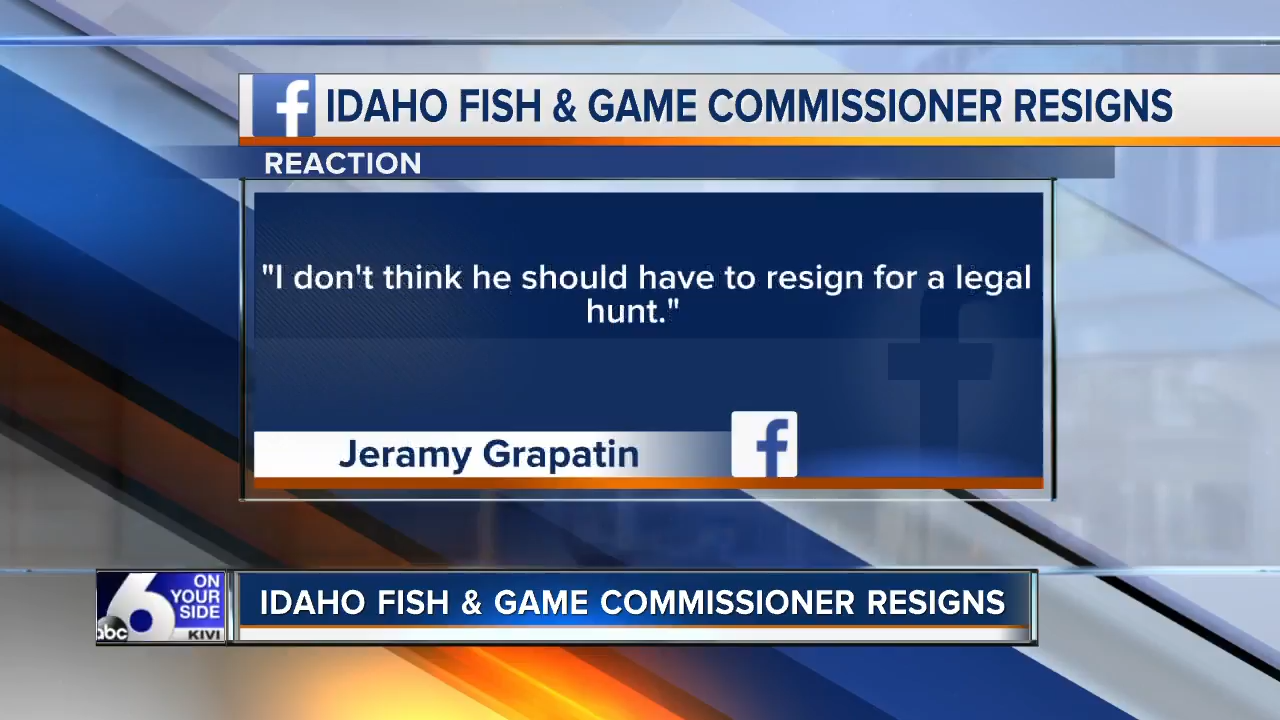 f IDAHO FISH & GAME COMMISSIONER RESIGNS
REACTION
"I don't think he should have to resign for a legal
hunt."
Jeramy Grapatin f
abc 6 ON YOUR SIDE KIVI
IDAHO FISH & GAME COMMISSIONER RESIGNS